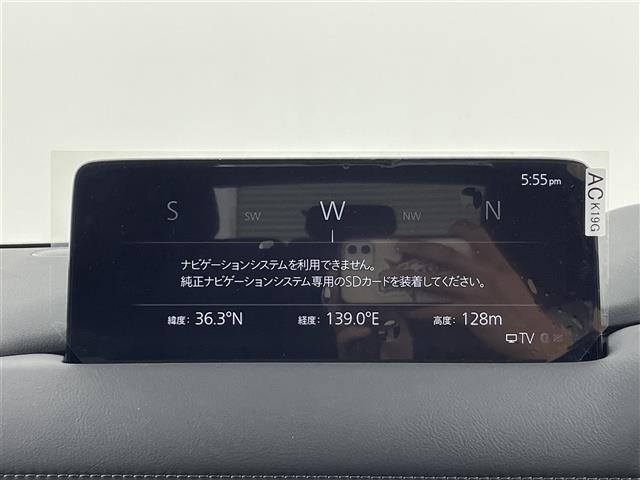 5:55pm
S SW W NW N
ナビゲーションシステムを利用できません。
純正ナビゲーションシステム専用のSDカードを装着してください。
緯度: 36.3°N 経度: 139.0°E 高度: 128m
TV
AC K19G